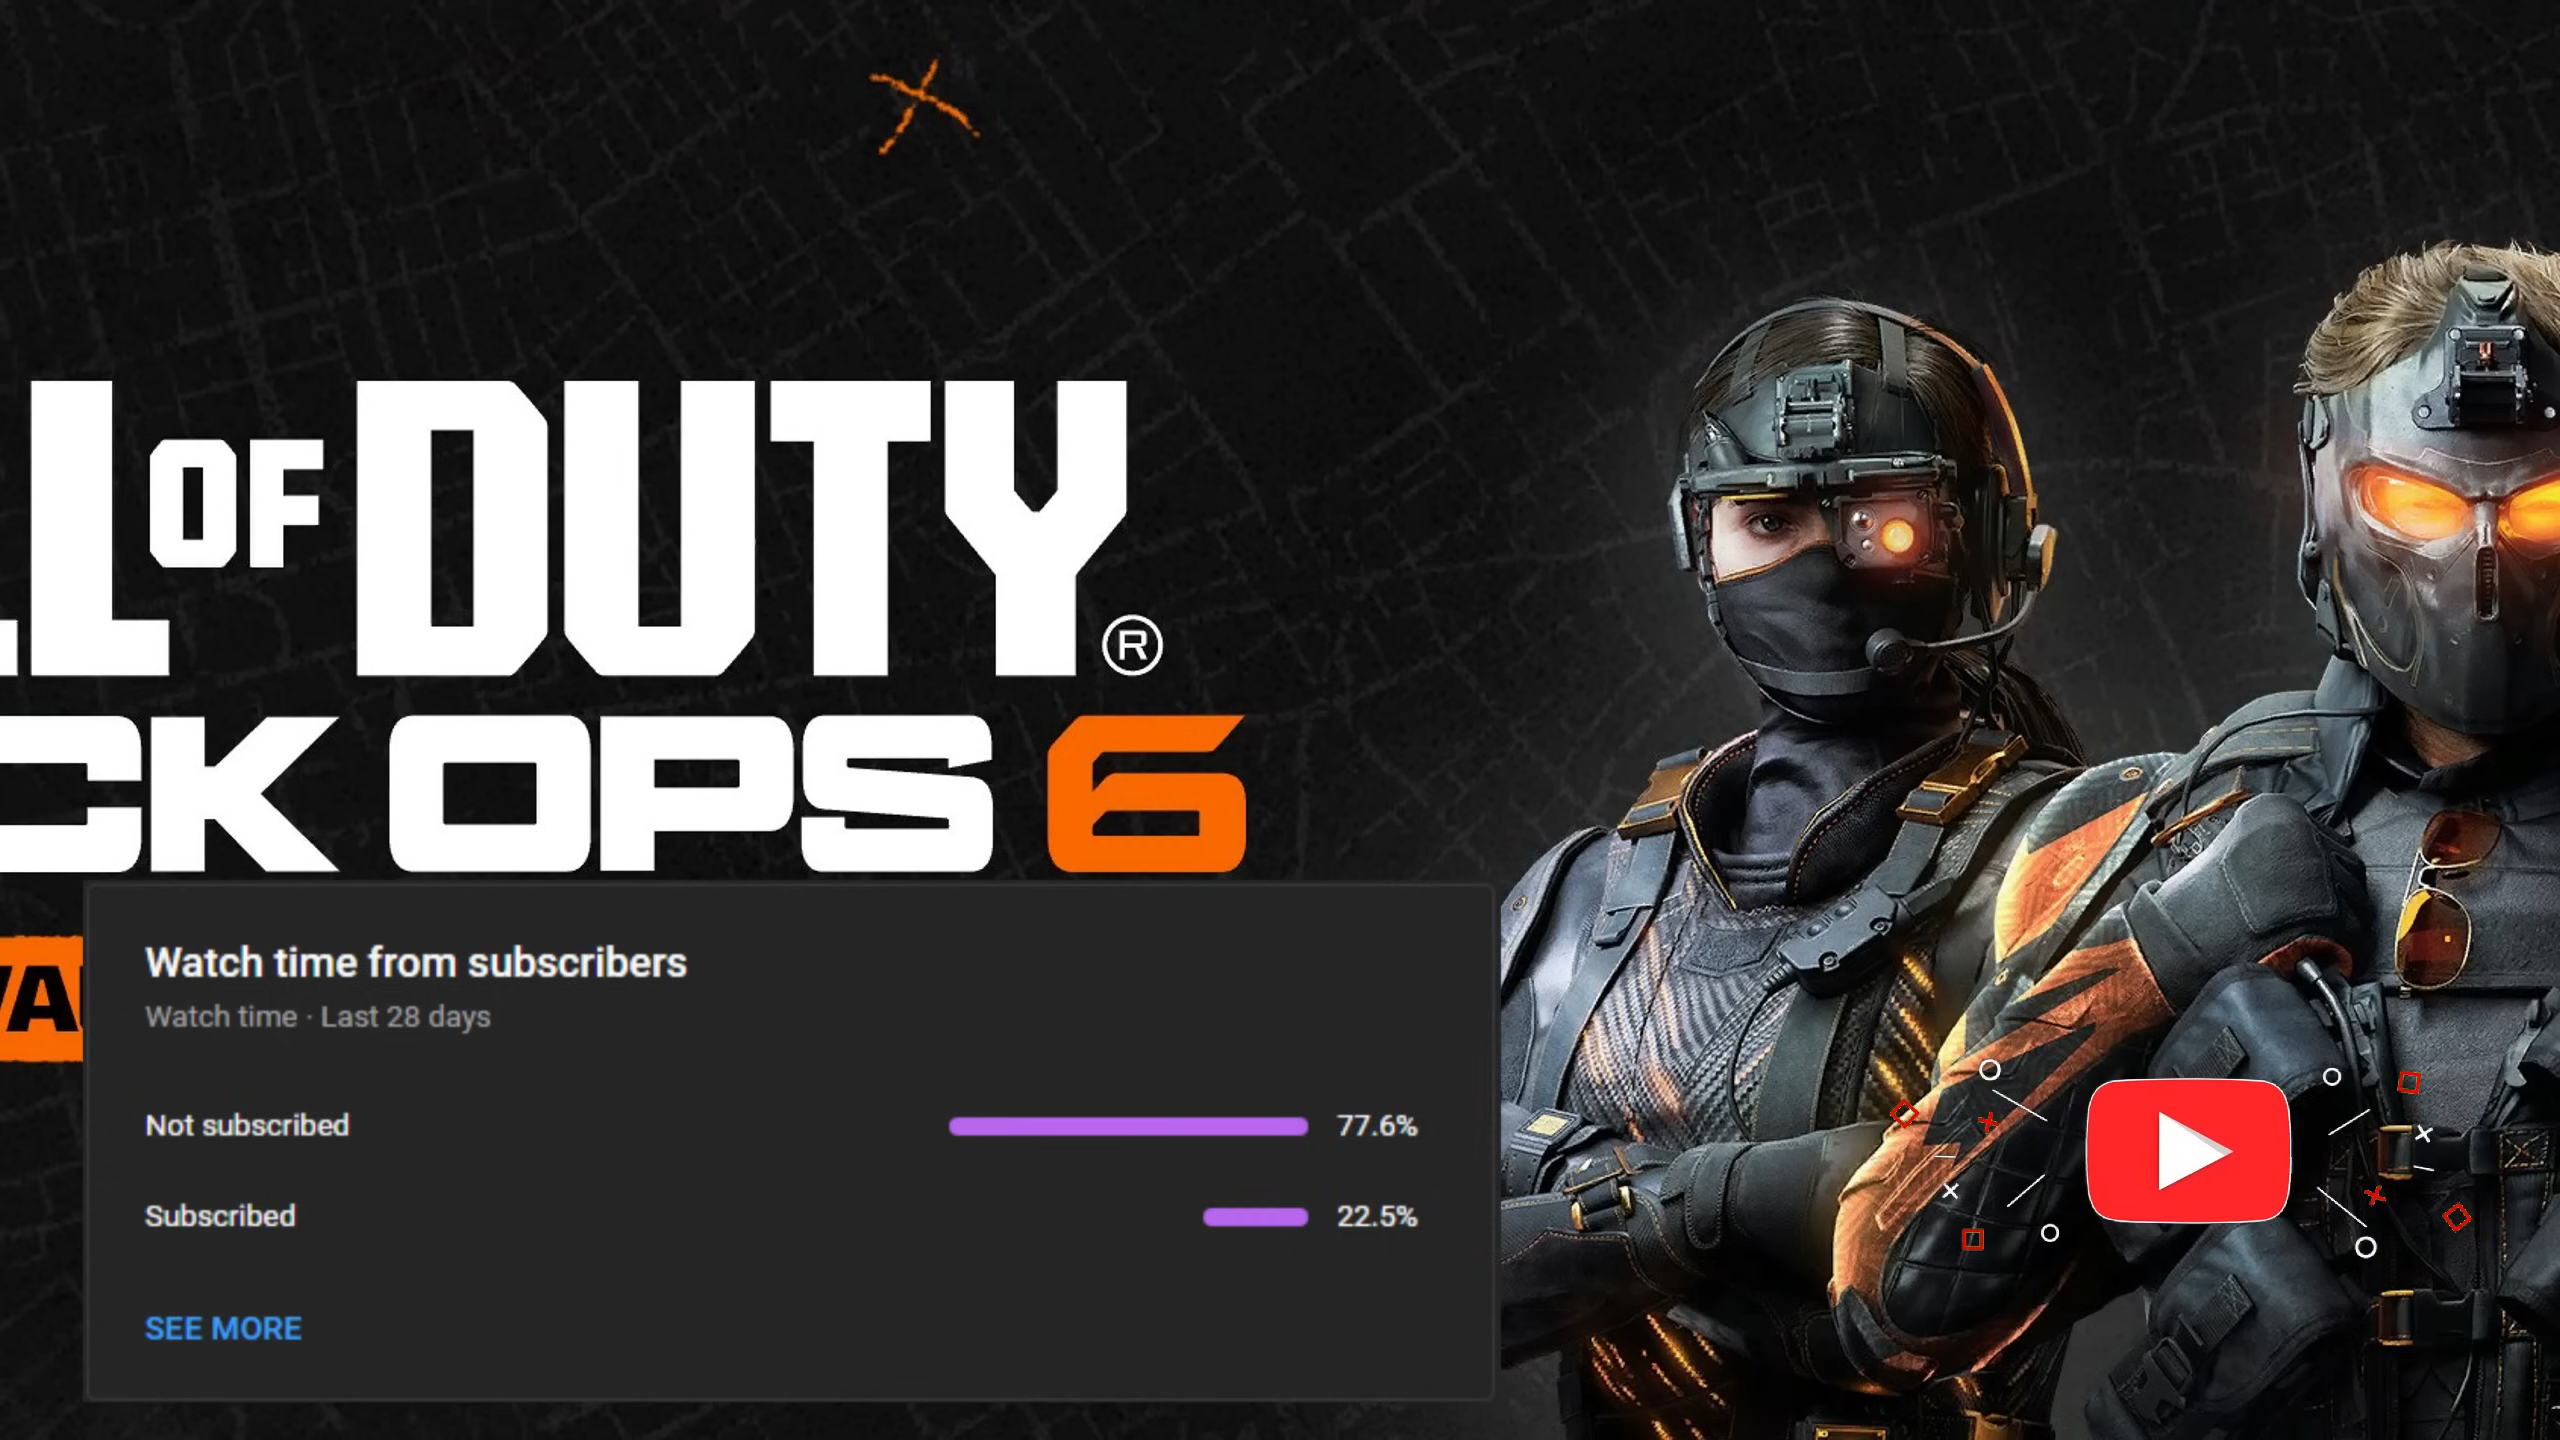 LL OF DUTY®
CK OPS 6
Watch time from subscribers
Watch time · Last 28 days
Not subscribed 77.6%
Subscribed 22.5%
SEE MORE